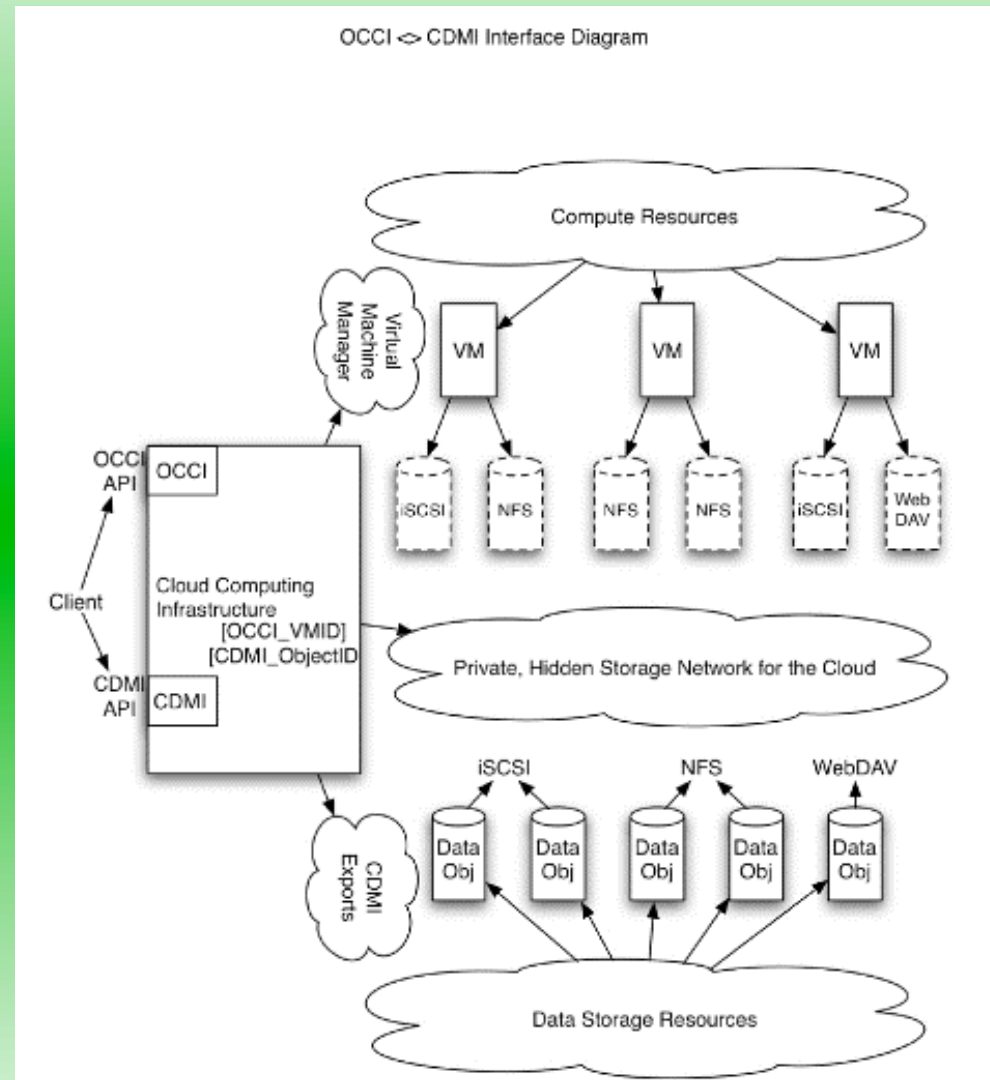 OCCI <> CDMI Interface Diagram
Compute Resources
Virtual
Machine
Manager
VM
VM
VM
iSCSI
NFS
NFS
NFS
iSCSI
Web
DAV
OCCI
API
OCCI
Client
Cloud Computing
Infrastructure
[OCCI_VMID]
[CDMI_ObjectID
CDMI
API
CDMI
Private, Hidden Storage Network for the Cloud
iSCSI
NFS
WebDAV
CDMI
Exports
Data
Obj
Data
Obj
Data
Obj
Data
Obj
Data
Obj
Data Storage Resources